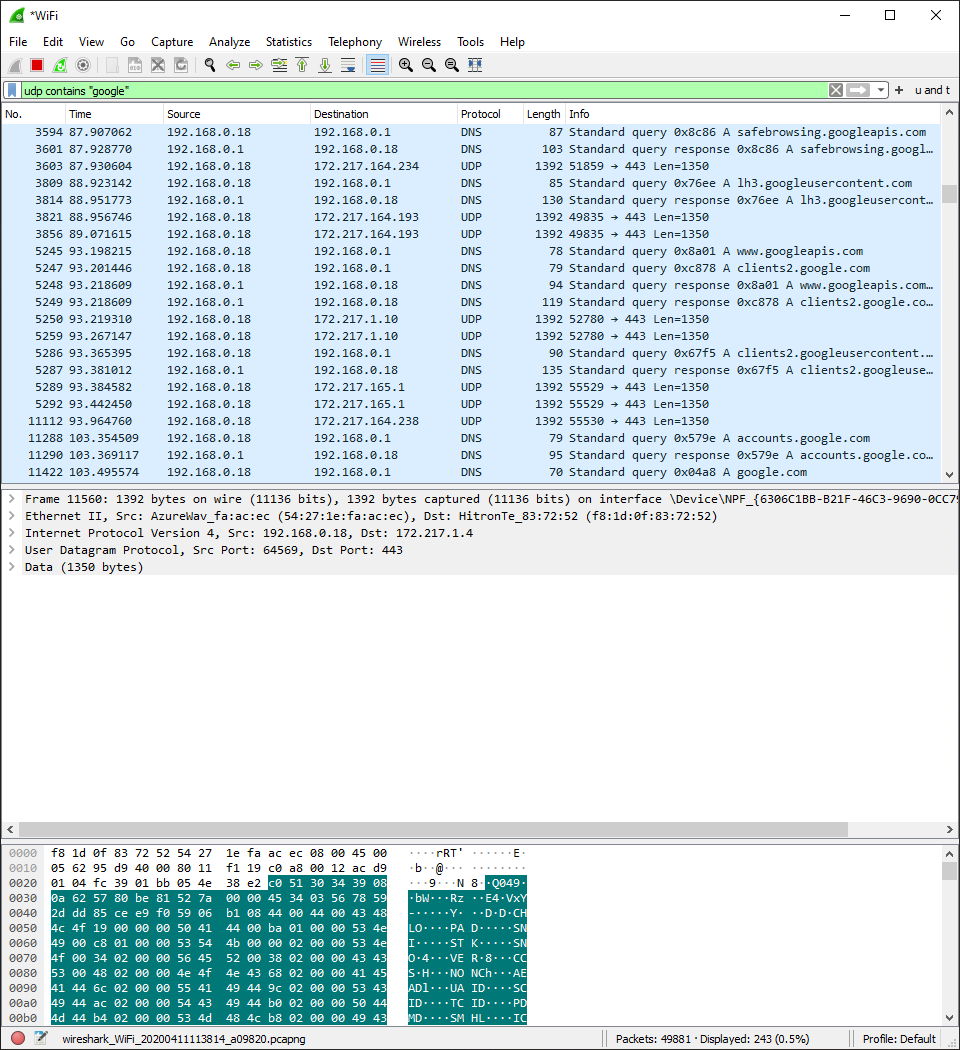 *WiFi
File Edit View Go Capture Analyze Statistics Telephony Wireless Tools Help
udp contains "google" u and t
No. Time Source Destination Protocol Length Info
3594 87.907062 192.168.0.18 192.168.0.1 DNS 87 Standard query 0x8c86 A safebrowsing.googleapis.com
3601 87.928770 192.168.0.1 192.168.0.18 DNS 103 Standard query response 0x8c86 A safebrowsing.googl…
3603 87.930604 192.168.0.18 172.217.164.234 UDP 1392 51859 → 443 Len=1350
3809 88.923142 192.168.0.18 192.168.0.1 DNS 85 Standard query 0x76ee A lh3.googleusercontent.com
3814 88.951773 192.168.0.1 192.168.0.18 DNS 130 Standard query response 0x76ee A lh3.googleusercont…
3821 88.956746 192.168.0.18 172.217.164.193 UDP 1392 49835 → 443 Len=1350
3856 89.071615 192.168.0.18 172.217.164.193 UDP 1392 49835 → 443 Len=1350
5245 93.198215 192.168.0.18 192.168.0.1 DNS 78 Standard query 0x8a01 A www.googleapis.com
5247 93.201446 192.168.0.18 192.168.0.1 DNS 79 Standard query 0xc878 A clients2.google.com
5248 93.218609 192.168.0.1 192.168.0.18 DNS 94 Standard query response 0x8a01 A www.googleapis.com…
5249 93.218609 192.168.0.1 192.168.0.18 DNS 119 Standard query response 0xc878 A clients2.google.co…
5250 93.219310 192.168.0.18 172.217.1.10 UDP 1392 52780 → 443 Len=1350
5259 93.267147 192.168.0.18 172.217.1.10 UDP 1392 52780 → 443 Len=1350
5286 93.365395 192.168.0.18 192.168.0.1 DNS 90 Standard query 0x67f5 A clients2.googleusercontent.…
5287 93.381012 192.168.0.1 192.168.0.18 DNS 135 Standard query response 0x67f5 A clients2.googleuse…
5289 93.384582 192.168.0.18 172.217.165.1 UDP 1392 55529 → 443 Len=1350
5292 93.442450 192.168.0.18 172.217.165.1 UDP 1392 55529 → 443 Len=1350
11112 93.964760 192.168.0.18 172.217.164.238 UDP 1392 55530 → 443 Len=1350
11288 103.354509 192.168.0.18 192.168.0.1 DNS 79 Standard query 0x579e A accounts.google.com
11290 103.369117 192.168.0.1 192.168.0.18 DNS 95 Standard query response 0x579e A accounts.google.co…
11422 103.495574 192.168.0.18 192.168.0.1 DNS 70 Standard query 0x04a8 A google.com
Frame 11560: 1392 bytes on wire (11136 bits), 1392 bytes captured (11136 bits) on interface \Device\NPF_{6306C1BB-B21F-46C3-9690-0CC79
Ethernet II, Src: AzureWav_fa:ac:ec (54:27:1e:fa:ac:ec), Dst: HitronTe_83:72:52 (f8:1d:0f:83:72:52)
Internet Protocol Version 4, Src: 192.168.0.18, Dst: 172.217.1.4
User Datagram Protocol, Src Port: 64569, Dst Port: 443
Data (1350 bytes)
0000 f8 1d 0f 83 72 52 54 27 1e fa ac ec 08 00 45 00 ····rRT' ······E·
0010 05 62 95 d9 40 00 80 11 f1 19 c0 a8 00 12 ac d9 ·b··@··· ········
0020 01 04 fc 39 01 bb 05 4e 38 e2 c0 51 30 34 39 08 ···9···N 8··Q049·
0030 0a 62 57 80 be 81 52 7a 00 00 45 34 03 56 78 59 ·bW···Rz ··E4·VxY
0040 2d dd 85 ce e9 f0 59 06 b1 08 44 00 44 00 43 48 -·····Y· ··D·D·CH
0050 4c 4f 19 00 00 00 50 41 44 00 ba 01 00 00 53 4e LO····PA D·····SN
0060 49 00 c8 01 00 00 53 54 4b 00 00 02 00 00 53 4e I·····ST K·····SN
0070 4f 00 34 02 00 00 56 45 52 00 38 02 00 00 43 43 O·4···VE R·8···CC
0080 53 00 48 02 00 00 4e 4f 4e 43 68 02 00 00 41 45 S·H···NO NCh···AE
0090 41 44 6c 02 00 00 55 41 49 44 9c 02 00 00 53 43 ADl···UA ID····SC
00a0 49 44 ac 02 00 00 54 43 49 44 b0 02 00 00 50 44 ID····TC ID····PD
00b0 4d 44 b4 02 00 00 53 4d 48 4c b8 02 00 00 49 43 MD····SM HL····IC
wireshark_WiFi_20200411113814_a09820.pcapng Packets: 49881 · Displayed: 243 (0.5%) Profile: Default